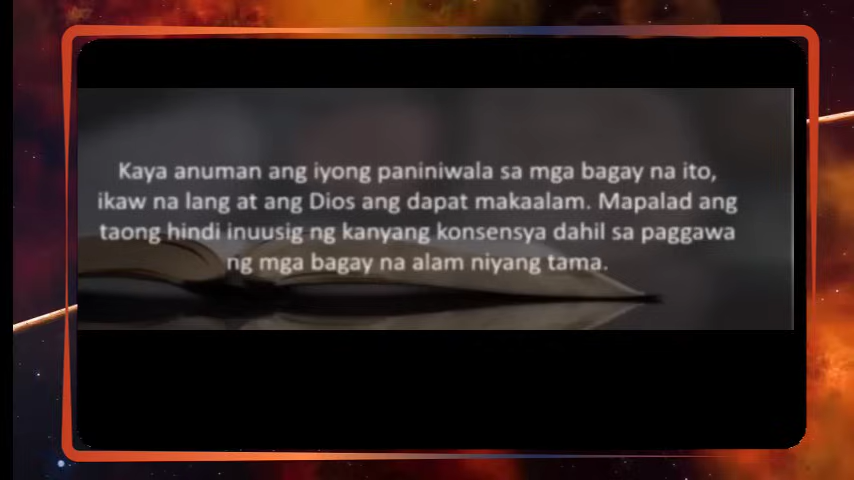 Kaya anuman ang iyong paniniwala sa mga bagay na ito,
ikaw na lang at ang Dios ang dapat makaalam. Mapalad ang
taong hindi inuusig ng kanyang konsensya dahil sa paggawa
ng mga bagay na alam niyang tama.